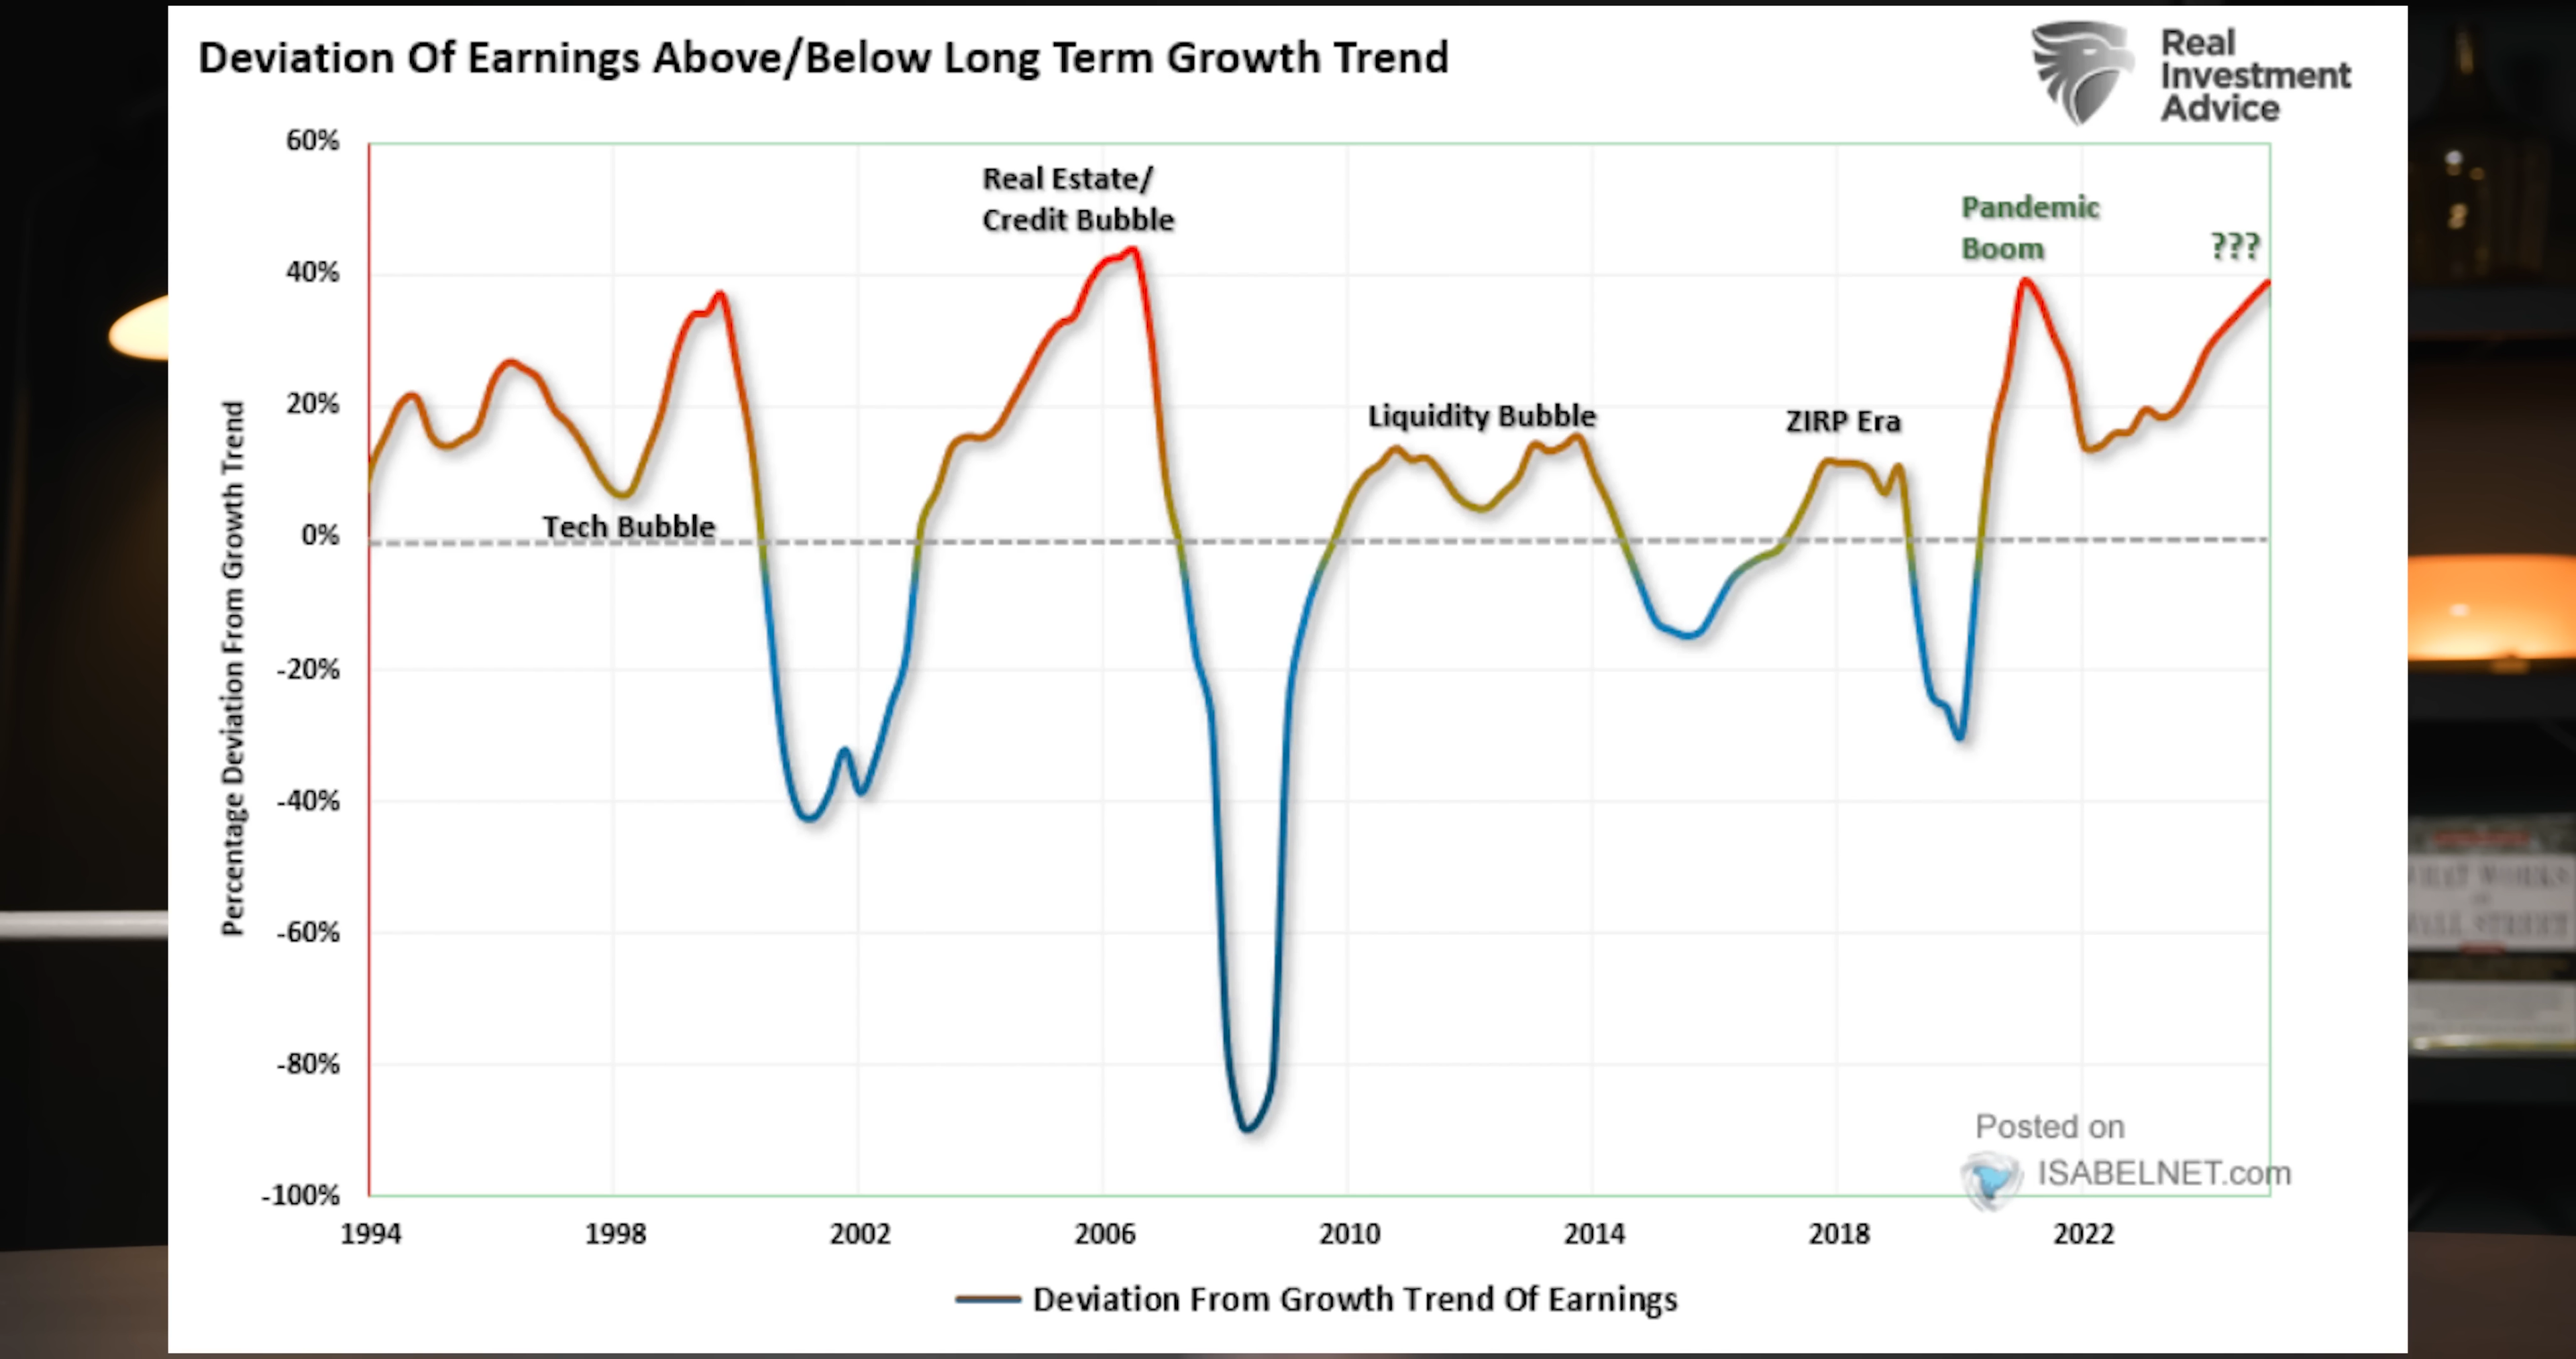 Deviation Of Earnings Above/Below Long Term Growth Trend
Real
Investment
Advice
60%
40%
20%
0%
-20%
-40%
-60%
-80%
-100%
Percentage Deviation From Growth Trend
Real Estate/
Credit Bubble
Pandemic
Boom
???
Liquidity Bubble
ZIRP Era
Tech Bubble
Posted on
ISABELNET.com
1994
1998
2002
2006
2010
2014
2018
2022
Deviation From Growth Trend Of Earnings
WALL STREET